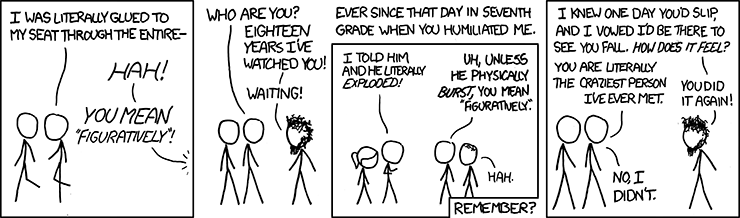 I WAS LITERALLY GLUED TO
MY SEAT THROUGH THE ENTIRE-
HAH!
YOU MEAN
"FIGURATIVELY"!
WHO ARE YOU?
EIGHTEEN
YEARS I'VE
WATCHED YOU!
WAITING!
EVER SINCE THAT DAY IN SEVENTH
GRADE WHEN YOU HUMILIATED ME.
I TOLD HIM
AND HE LITERALLY
EXPLODED!
UH, UNLESS
HE PHYSICALLY
BURST, YOU MEAN
"FIGURATIVELY."
HAH.
REMEMBER?
I KNEW ONE DAY YOU'D SLIP,
AND I VOWED I'D BE THERE TO
SEE YOU FALL. HOW DOES IT FEEL?
YOU ARE LITERALLY
THE CRAZIEST PERSON
I'VE EVER MET.
YOU DID
IT AGAIN!
NO, I
DIDN'T.